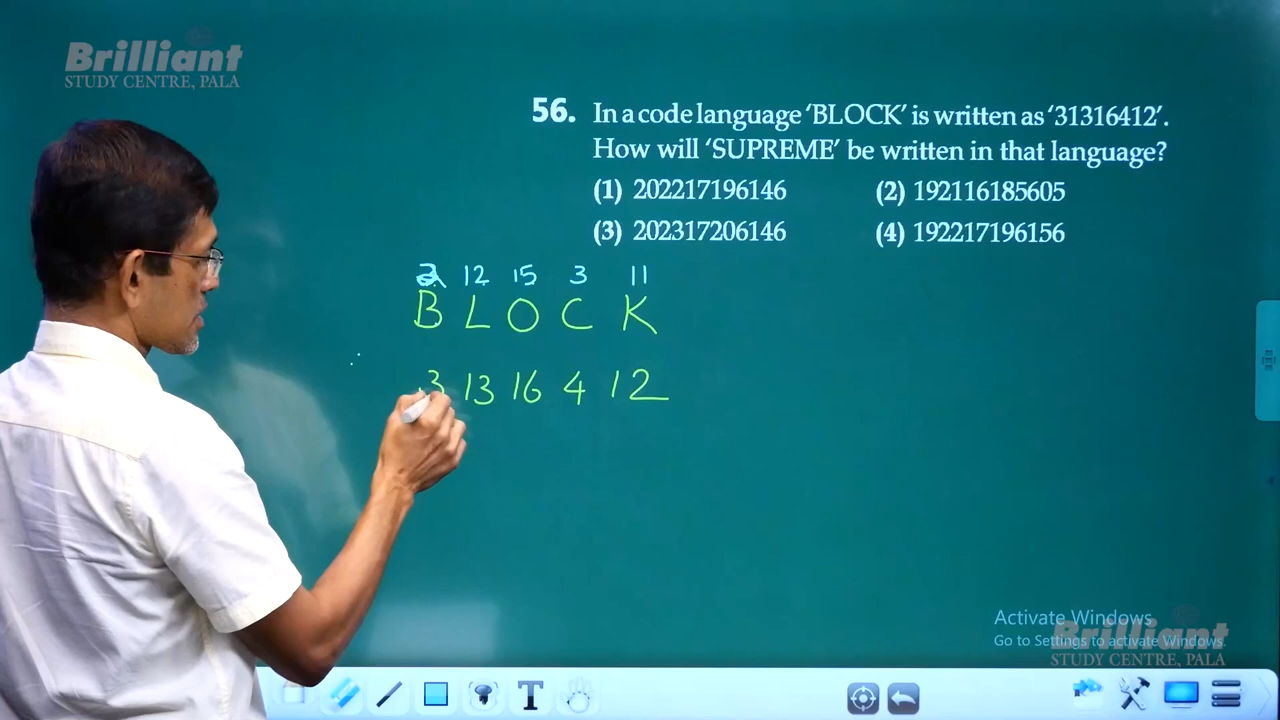 Brilliant
STUDY CENTRE, PALA
56. In a code language ‘BLOCK’ is written as ‘31316412’.
How will ‘SUPREME’ be written in that language?
(1) 202217196146 (2) 192116185605
(3) 202317206146 (4) 192217196156
2 12 15 3 11
B L O C K
3 13 16 4 12
Activate Windows
Go to Settings to activate Windows.
Brilliant
STUDY CENTRE, PALA
T